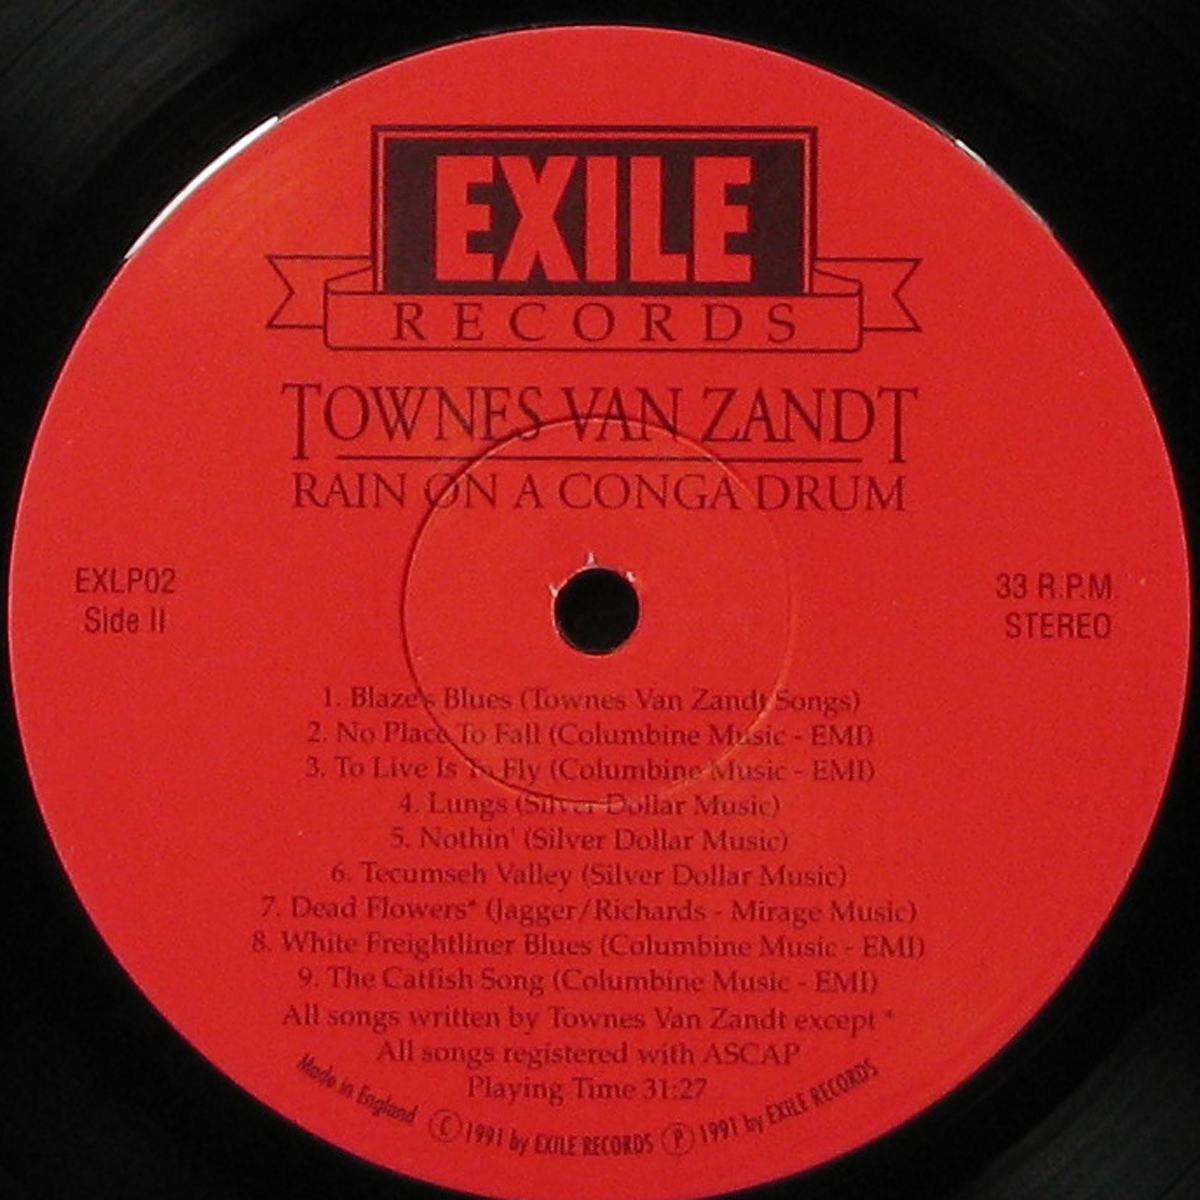 EXILE
RECORDS
TOWNES VAN ZANDT
RAIN ON A CONGA DRUM
EXLP02
Side II
33 R.P.M.
STEREO
1. Blaze's Blues (Townes Van Zandt Songs)
2. No Place To Fall (Columbine Music - EMI)
3. To Live Is To Fly (Columbine Music - EMI)
4. Lungs (Silver Dollar Music)
5. Nothin' (Silver Dollar Music)
6. Tecumseh Valley (Silver Dollar Music)
7. Dead Flowers* (Jagger/Richards - Mirage Music)
8. White Freightliner Blues (Columbine Music - EMI)
9. The Catfish Song (Columbine Music - EMI)
All songs written by Townes Van Zandt except *
All songs registered with ASCAP
Playing Time 31:27
Made in England Ⓒ 1991 by EXILE RECORDS Ⓟ 1991 by EXILE RECORDS